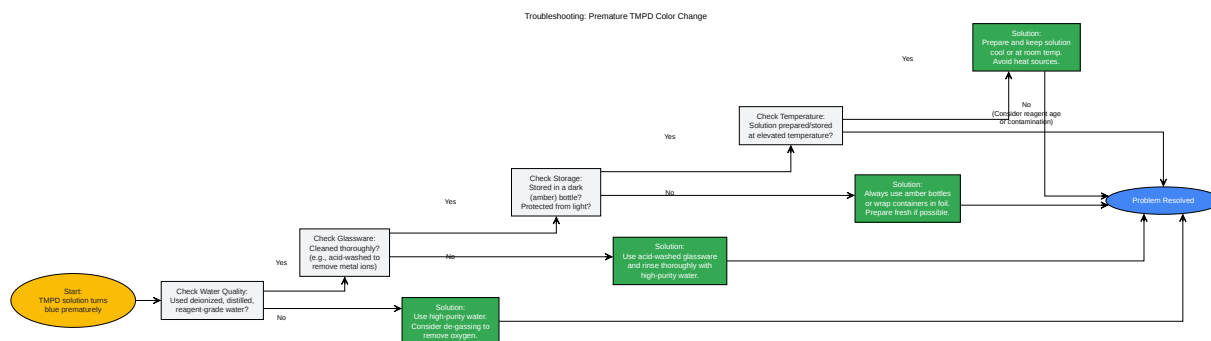 Troubleshooting: Premature TMPD Color Change
Start:
TMPD solution turns
blue prematurely
Check Water Quality:
Used deionized, distilled,
reagent-grade water?
Yes
No
Solution:
Use high-purity water.
Consider de-gassing to
remove oxygen.
Check Glassware:
Cleaned thoroughly?
(e.g., acid-washed to
remove metal ions)
Yes
No
Solution:
Use acid-washed glassware
and rinse thoroughly with
high-purity water.
Check Storage:
Stored in a dark
(amber) bottle?
Protected from light?
Yes
No
Solution:
Always use amber bottles
or wrap containers in foil.
Prepare fresh if possible.
Check Temperature:
Solution prepared/stored
at elevated temperature?
Yes
No
(Consider reagent age
or contamination)
Solution:
Prepare and keep solution
cool or at room temp.
Avoid heat sources.
Problem Resolved